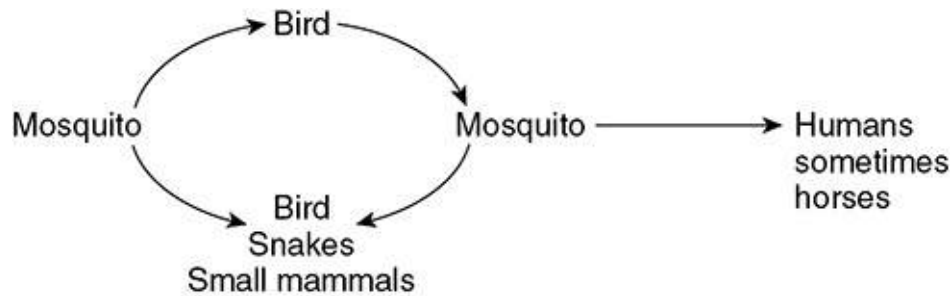 Bird
Mosquito
Mosquito
Humans
sometimes
horses
Bird
Snakes
Small mammals